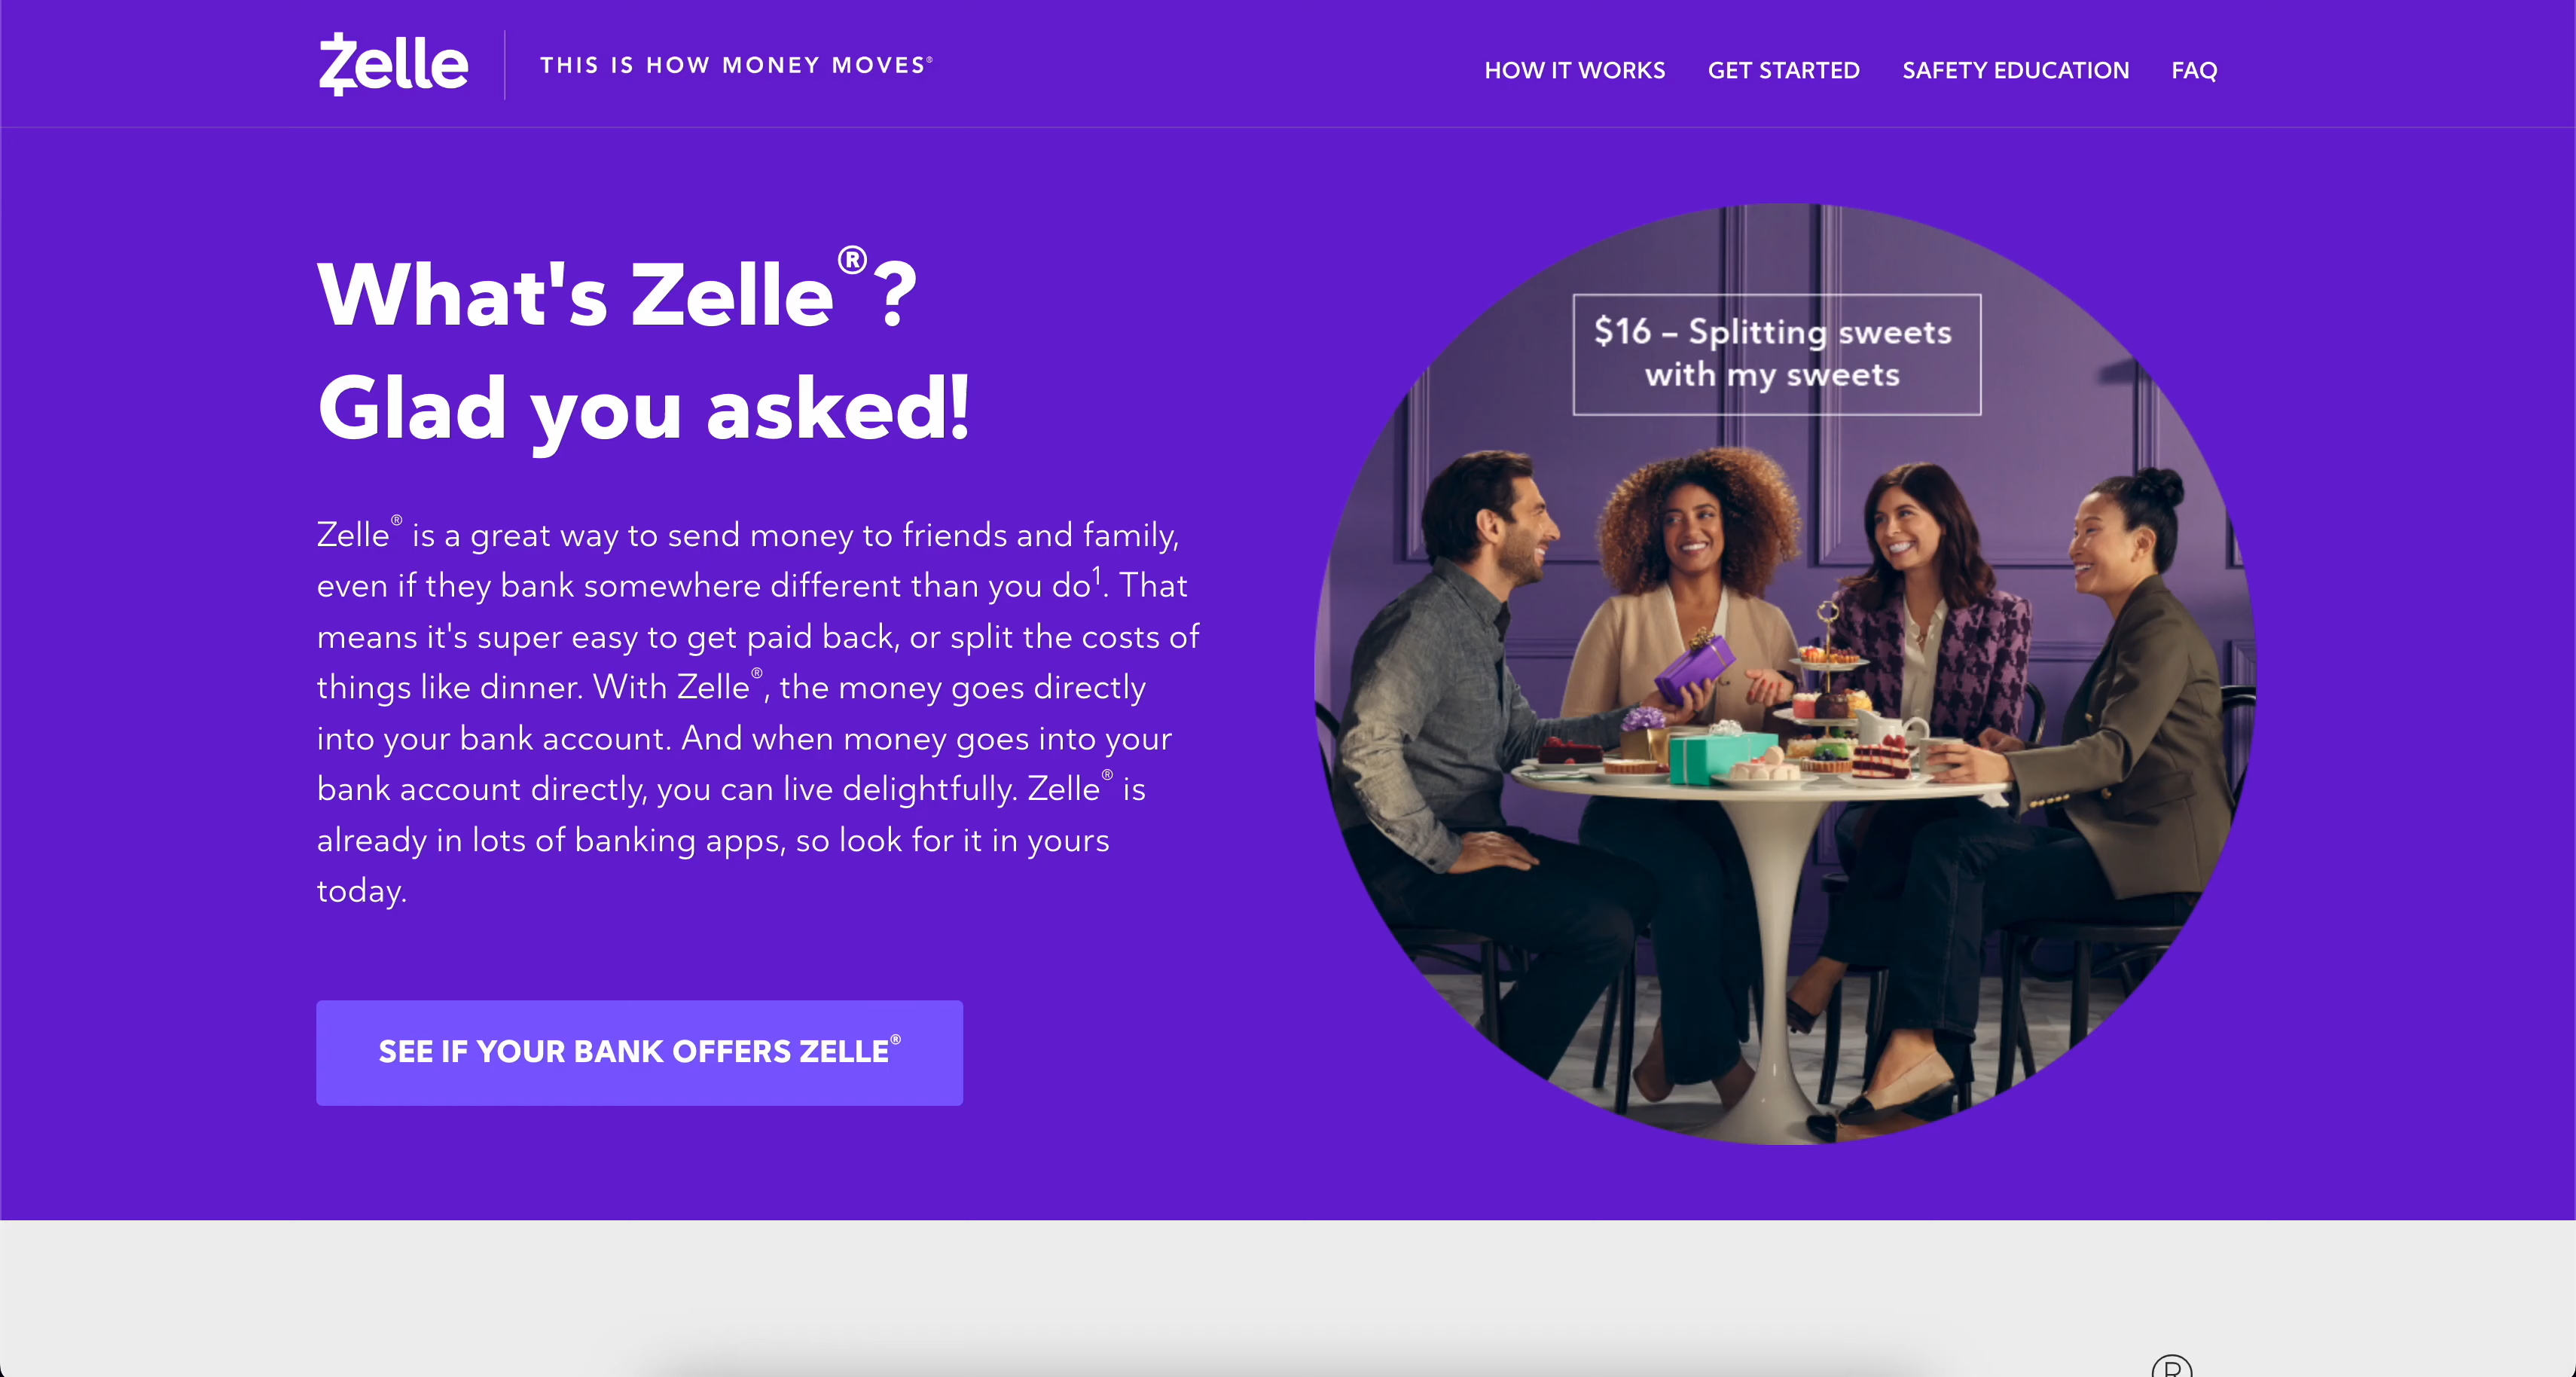 Zelle
THIS IS HOW MONEY MOVES®
HOW IT WORKS
GET STARTED
SAFETY EDUCATION
FAQ
What's Zelle®?
Glad you asked!
Zelle® is a great way to send money to friends and family,
even if they bank somewhere different than you do¹. That
means it's super easy to get paid back, or split the costs of
things like dinner. With Zelle®, the money goes directly
into your bank account. And when money goes into your
bank account directly, you can live delightfully. Zelle® is
already in lots of banking apps, so look for it in yours
today.
SEE IF YOUR BANK OFFERS ZELLE®
$16 – Splitting sweets
with my sweets
®